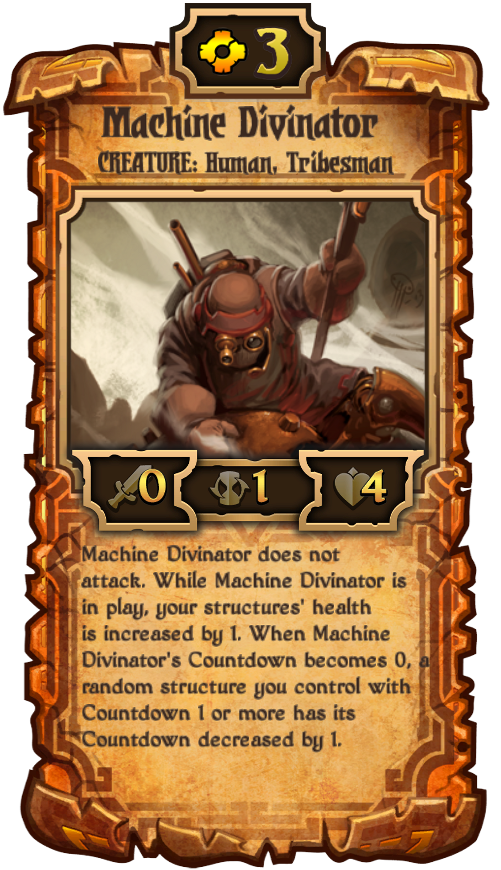 3
Machine Divinator
CREATURE: Human, Tribesman
0 1 4
Machine Divinator does not
attack. While Machine Divinator is
in play, your structures' health
is increased by 1. When Machine
Divinator's Countdown becomes 0, a
random structure you control with
Countdown 1 or more has its
Countdown decreased by 1.